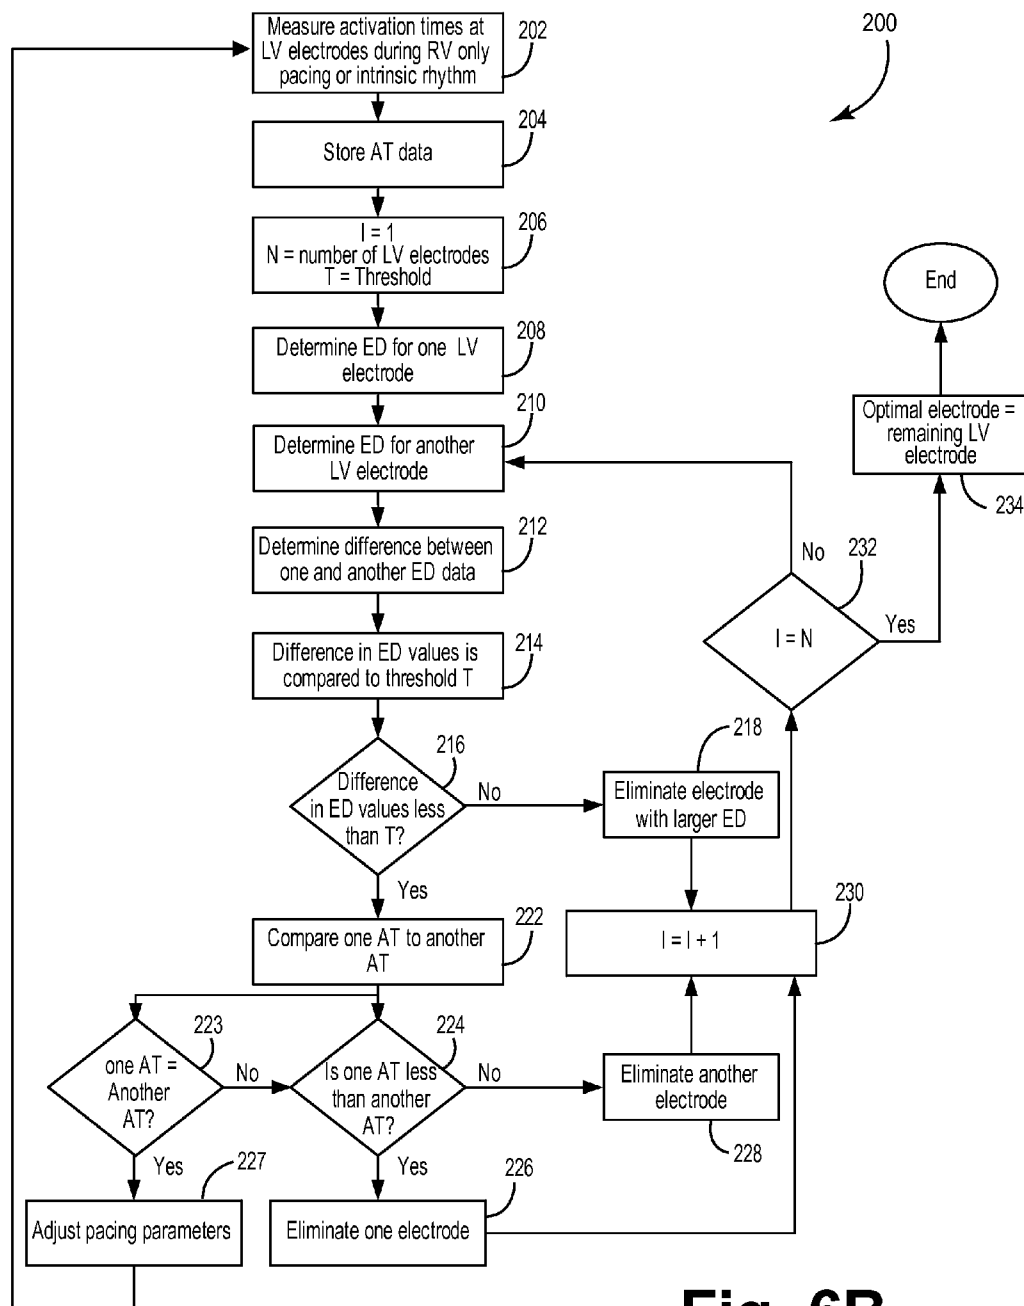 Measure activation times at
LV electrodes during RV only
pacing or intrinsic rhythm
202
200
204
Store AT data
206
I = 1
N = number of LV electrodes
T = Threshold
End
208
Determine ED for one LV
electrode
210
Optimal electrode =
remaining LV
electrode
234
Determine ED for another
LV electrode
212
Determine difference between
one and another ED data
No
232
I = N
Yes
214
Difference in ED values is
compared to threshold T
216
Difference
in ED values less
than T?
No
218
Eliminate electrode
with larger ED
Yes
222
Compare one AT to another
AT
230
I = I + 1
223
one AT =
Another
AT?
No
224
Is one AT less
than another
AT?
No
Eliminate another
electrode
228
Yes
227
Adjust pacing parameters
Yes
226
Eliminate one electrode
Fig. 6B